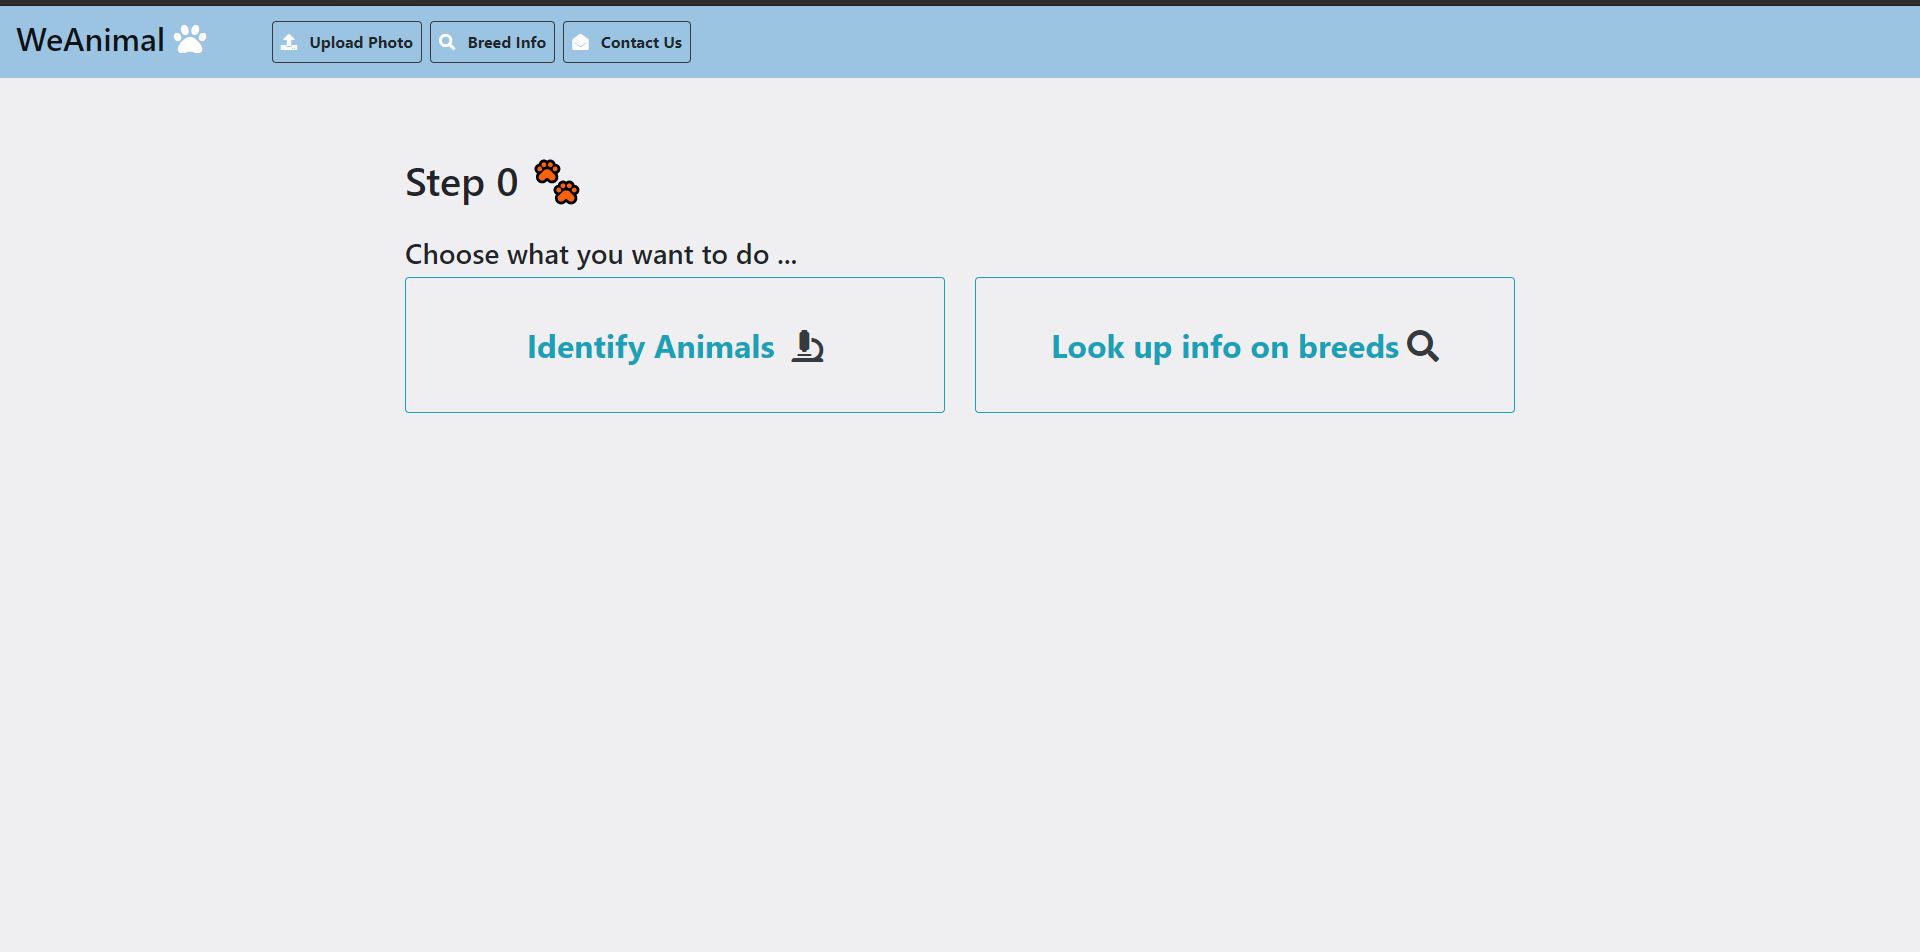 WeAnimal
Upload Photo
Breed Info
Contact Us
Step 0
Choose what you want to do ...
Identify Animals
Look up info on breeds